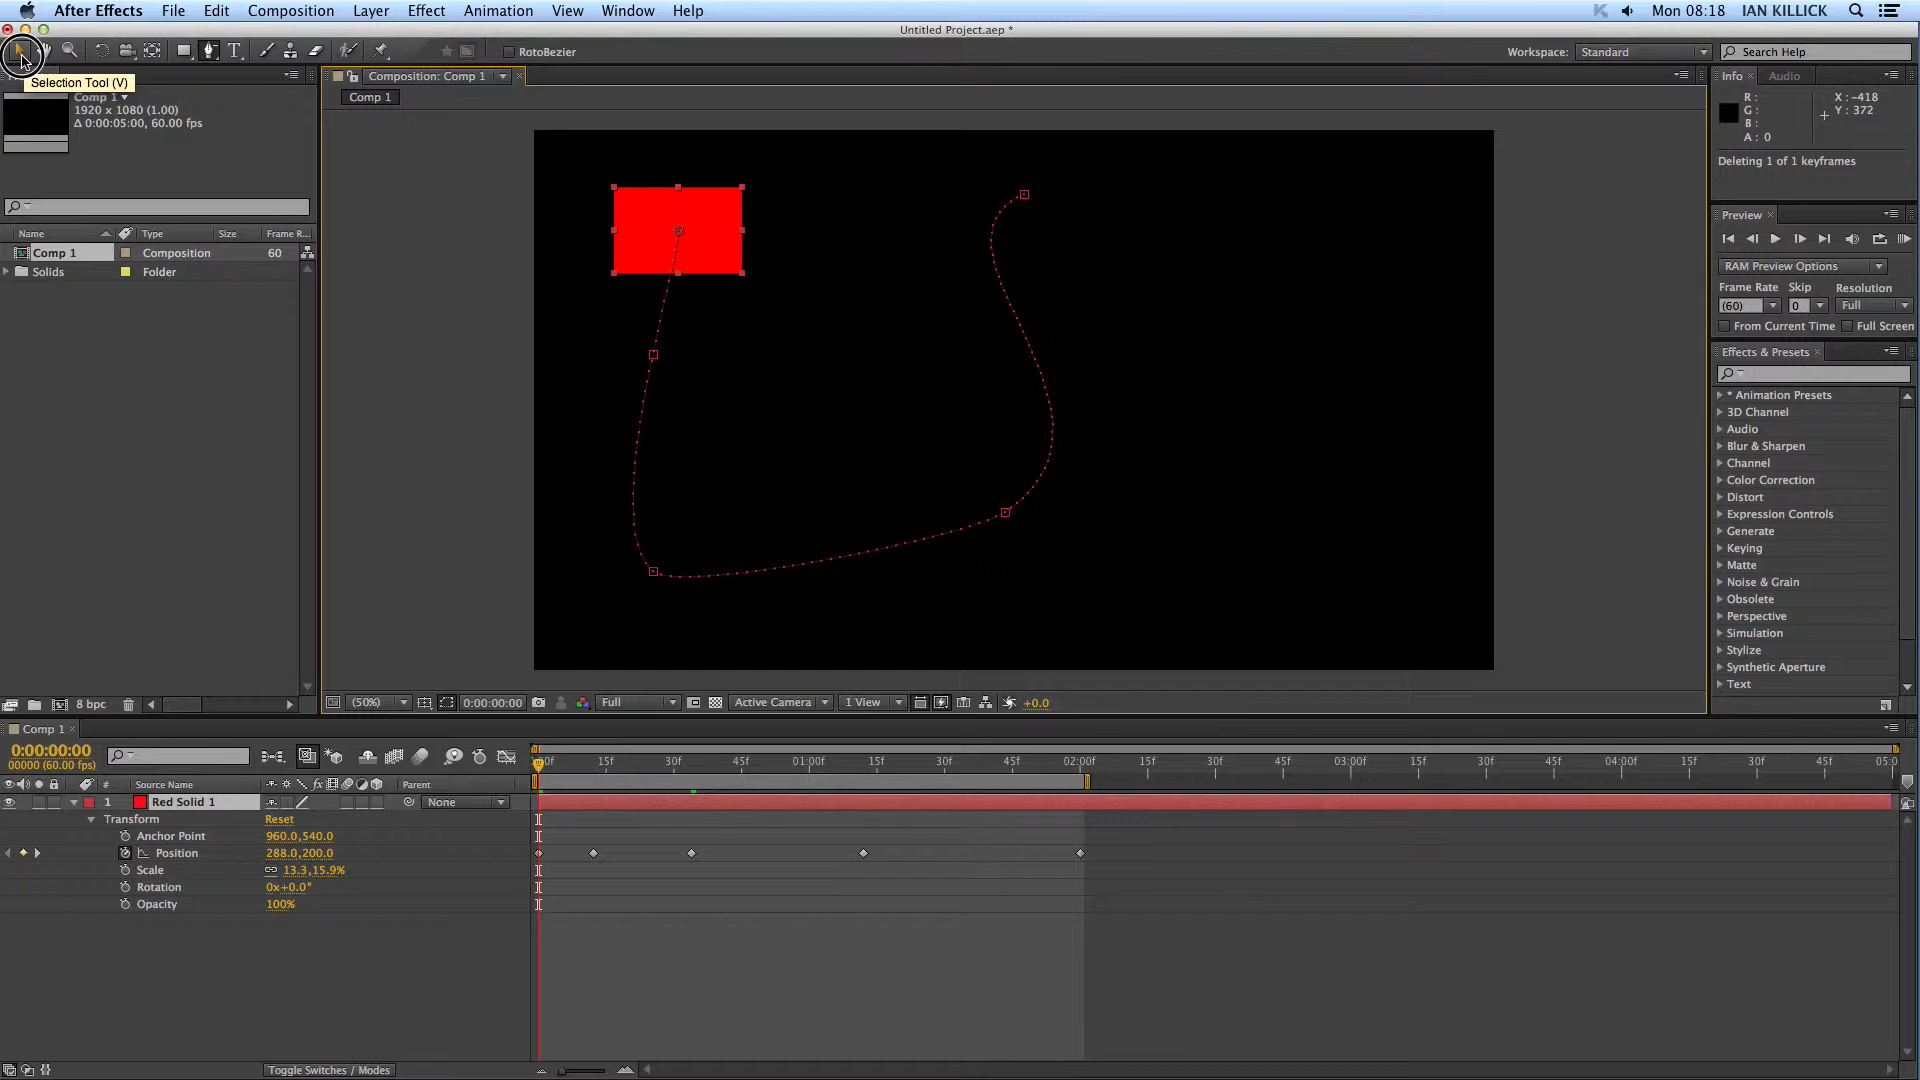 After Effects File Edit Composition Layer Effect Animation View Window Help Mon 08:18 IAN KILLICK
Untitled Project.aep *
RotoBezier Workspace: Standard Search Help
Selection Tool (V)
Comp 1
1920 x 1080 (1.00)
Δ 0:00:05:00, 60.00 fps
Composition: Comp 1
Comp 1
Info Audio
R: X: -418
G: Y: 372
B:
A: 0
Deleting 1 of 1 keyframes
Preview
RAM Preview Options
Frame Rate Skip Resolution
(60) 0 Full
From Current Time Full Screen
Effects & Presets
* Animation Presets
3D Channel
Audio
Blur & Sharpen
Channel
Color Correction
Distort
Expression Controls
Generate
Keying
Matte
Noise & Grain
Obsolete
Perspective
Simulation
Stylize
Synthetic Aperture
Text
Name Type Size Frame R...
Comp 1 Composition 60
Solids Folder
8 bpc
(50%) 0:00:00:00 Full Active Camera 1 View +0.0
Comp 1
0:00:00:00
00000 (60.00 fps)
00f 15f 30f 45f 01:00f 15f 30f 45f 02:00f 15f 30f 45f 03:00f 15f 30f 45f 04:00f 15f 30f 45f 05:0
# Source Name Parent
1 Red Solid 1 None
Transform Reset
Anchor Point 960.0,540.0
Position 288.0,200.0
Scale 13.3,15.9%
Rotation 0x+0.0°
Opacity 100%
Toggle Switches / Modes